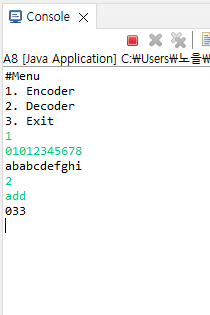 Console
A8 [Java Application] C:₩Users₩노을₩
#Menu
1. Encoder
2. Decoder
3. Exit
1
01012345678
ababcdefghi
2
add
033